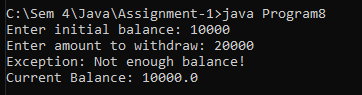 C:\Sem 4\Java\Assignment-1>java Program8
Enter initial balance: 10000
Enter amount to withdraw: 20000
Exception: Not enough balance!
Current Balance: 10000.0